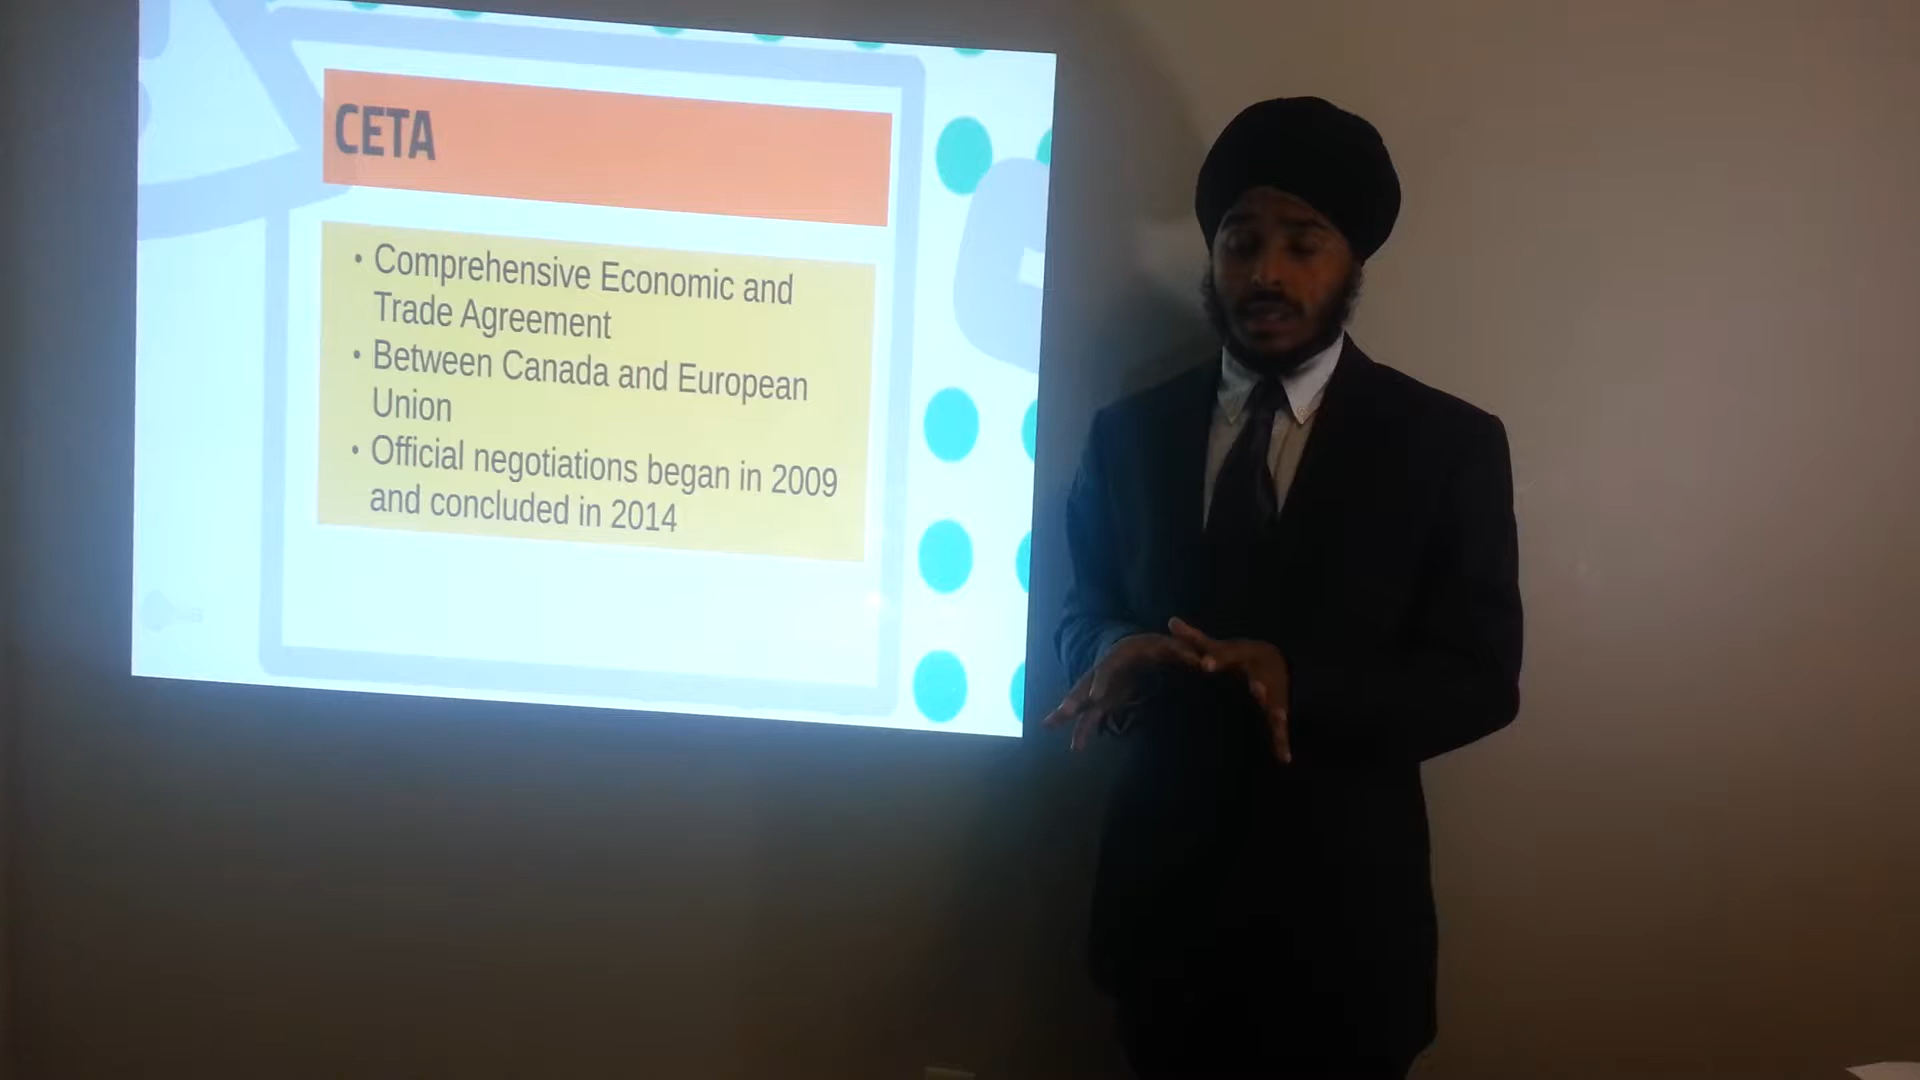 CETA
• Comprehensive Economic and
Trade Agreement
• Between Canada and European
Union
• Official negotiations began in 2009
and concluded in 2014